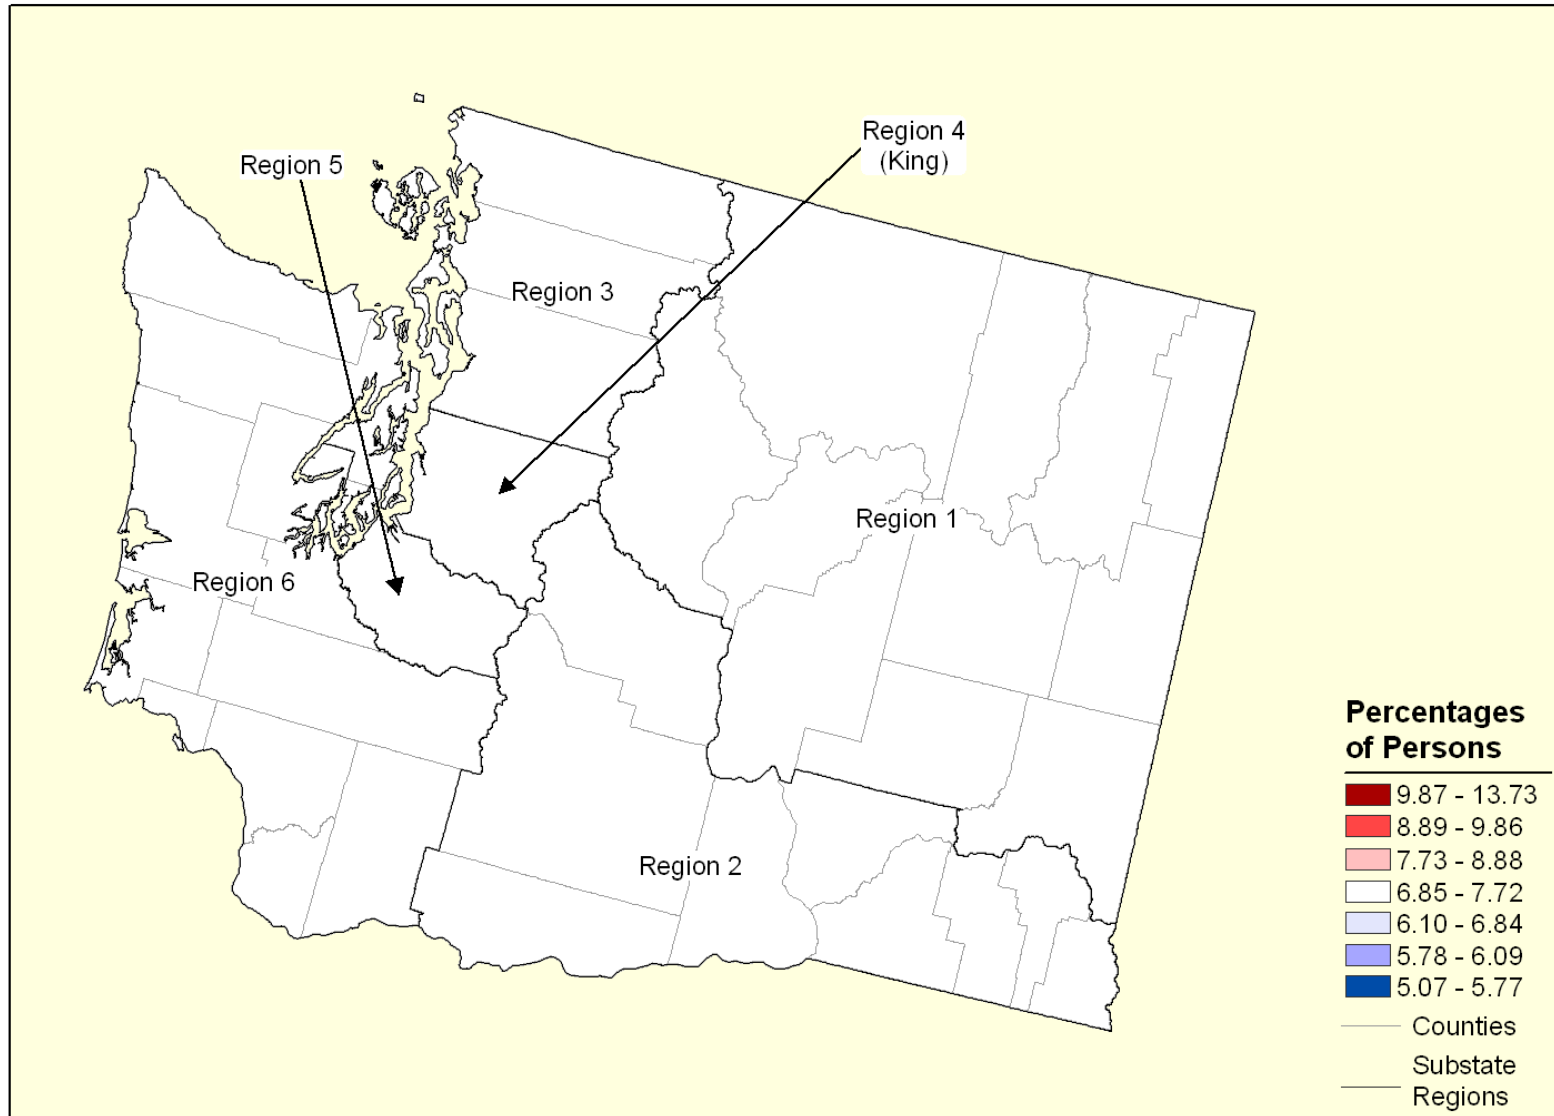 Region 4
(King)
Region 5
Region 3
Region 1
Region 6
Region 2
Percentages
of Persons
9.87 - 13.73
8.89 - 9.86
7.73 - 8.88
6.85 - 7.72
6.10 - 6.84
5.78 - 6.09
5.07 - 5.77
Counties
Substate
Regions